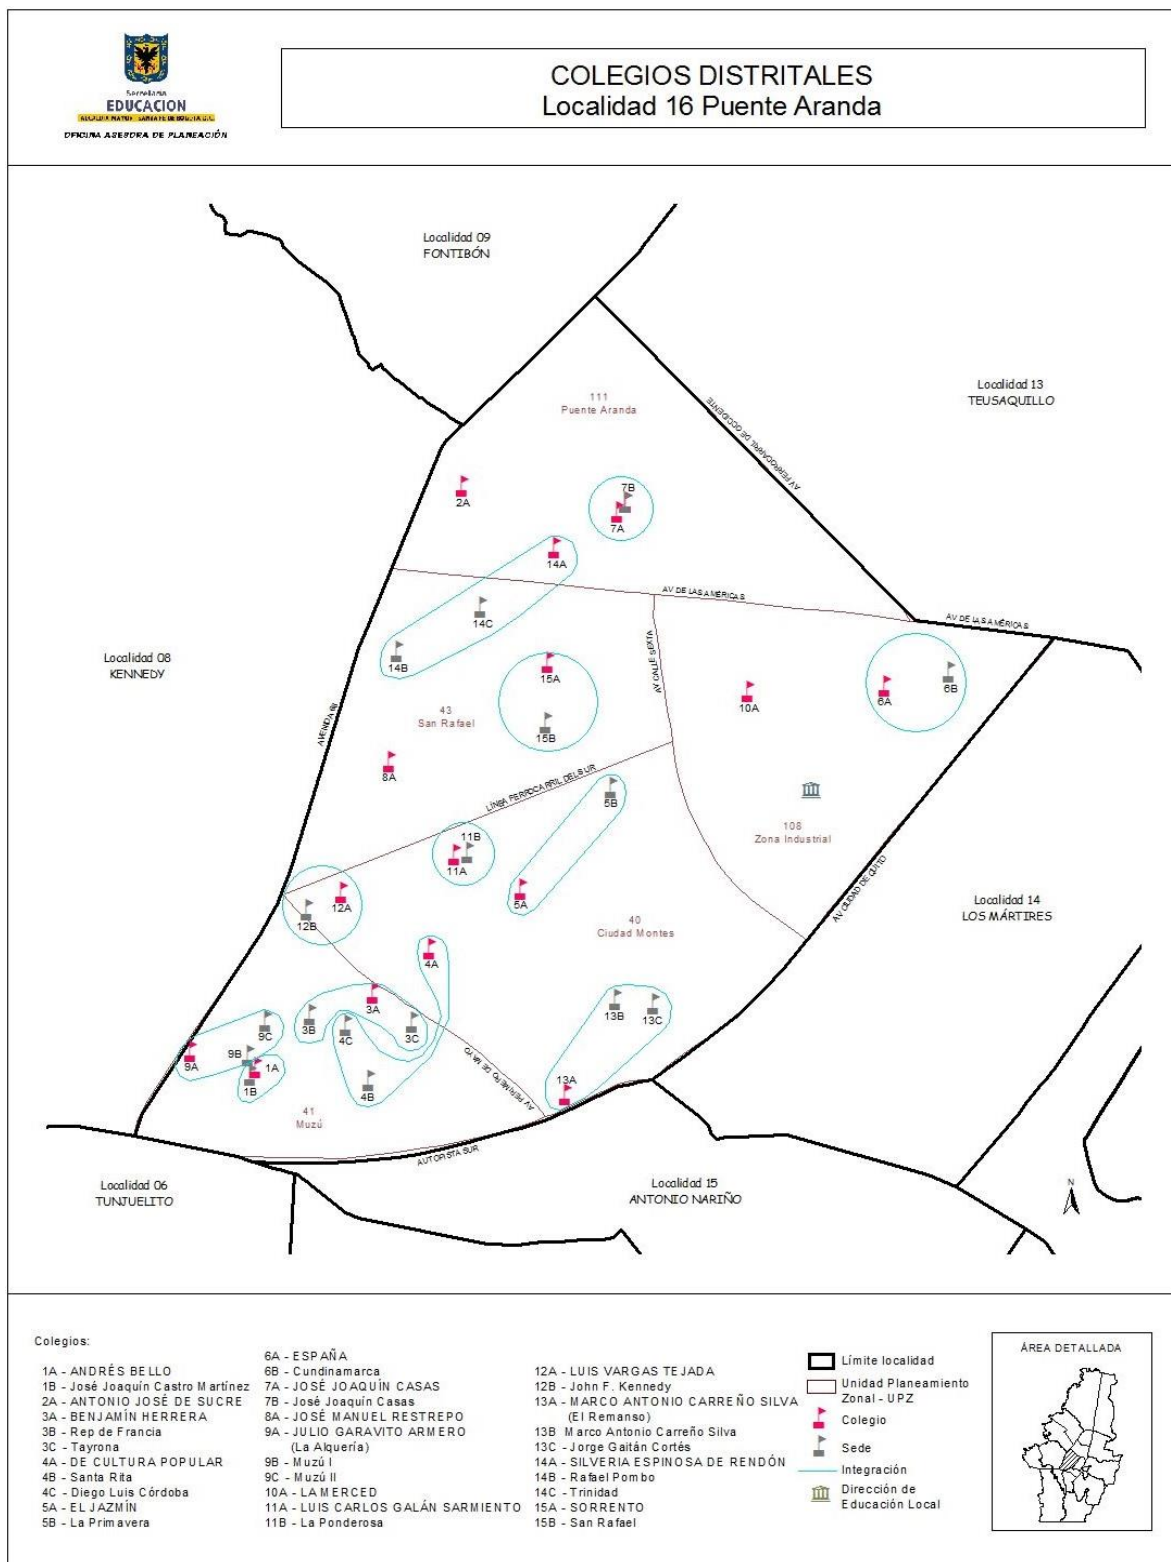 Secretaría
EDUCACION
ALCALDIA MAYOR SANTA FE DE BOGOTA D.C.
OFICINA ASESORA DE PLANEACIÓN
COLEGIOS DISTRITALES
Localidad 16 Puente Aranda
Localidad 09
FONTIBÓN
Localidad 13
TEUSAQUILLO
111
Puente Aranda
AV FERROCARRIL DE OCCIDENTE
2A
7B
7A
14A
AV DE LAS AMÉRICAS
AV DE LAS AMÉRICAS
14C
14B
Localidad 08
KENNEDY
AV CALLE SEXTA
15A
6A
6B
10A
43
San Rafael
AVENIDA 68
15B
8A
LÍNEA FERROCARRIL DEL SUR
5B
108
Zona Industrial
11B
11A
AV CIUDAD DE QUITO
12A
12B
5A
40
Ciudad Montes
Localidad 14
LOS MÁRTIRES
4A
3A
3B
3C
4C
9C
9B
9A
1A
1B
4B
13B
13C
13A
AV PRIMERO DE MAYO
41
Muzú
AUTOPISTA SUR
Localidad 06
TUNJUELITO
Localidad 15
ANTONIO NARIÑO
N
Colegios:
1A - ANDRÉS BELLO
1B - José Joaquín Castro Martínez
2A - ANTONIO JOSÉ DE SUCRE
3A - BENJAMÍN HERRERA
3B - Rep de Francia
3C - Tayrona
4A - DE CULTURA POPULAR
4B - Santa Rita
4C - Diego Luis Córdoba
5A - EL JAZMÍN
5B - La Primavera
6A - ESPAÑA
6B - Cundinamarca
7A - JOSÉ JOAQUÍN CASAS
7B - José Joaquín Casas
8A - JOSÉ MANUEL RESTREPO
9A - JULIO GARAVITO ARMERO
(La Alquería)
9B - Muzú I
9C - Muzú II
10A - LA MERCED
11A - LUIS CARLOS GALÁN SARMIENTO
11B - La Ponderosa
12A - LUIS VARGAS TEJADA
12B - John F. Kennedy
13A - MARCO ANTONIO CARREÑO SILVA
(El Remanso)
13B Marco Antonio Carreño Silva
13C - Jorge Gaitán Cortés
14A - SILVERIA ESPINOSA DE RENDÓN
14B - Rafael Pombo
14C - Trinidad
15A - SORRENTO
15B - San Rafael
Límite localidad
Unidad Planeamiento
Zonal - UPZ
Colegio
Sede
Integración
Dirección de
Educación Local
ÁREA DETALLADA